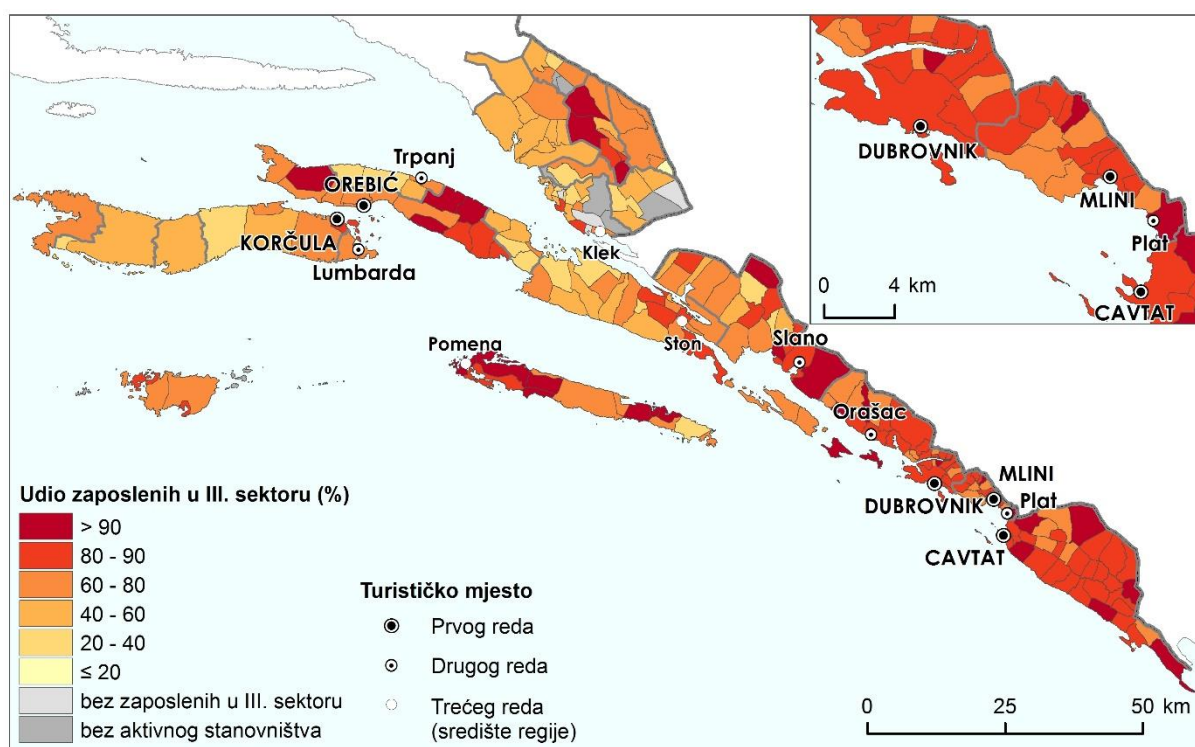 Trpanj
OREBIĆ
KORČULA
Lumbarda
Klek
Pomena
Ston
Slano
Orašac
MLINI
DUBROVNIK
Plat
CAVTAT
DUBROVNIK
MLINI
Plat
CAVTAT
0 4 km
Udio zaposlenih u III. sektoru (%)
> 90
80 - 90
60 - 80
40 - 60
20 - 40
≤ 20
bez zaposlenih u III. sektoru
bez aktivnog stanovništva
Turističko mjesto
Prvog reda
Drugog reda
Trećeg reda
(središte regije)
0 25 50 km